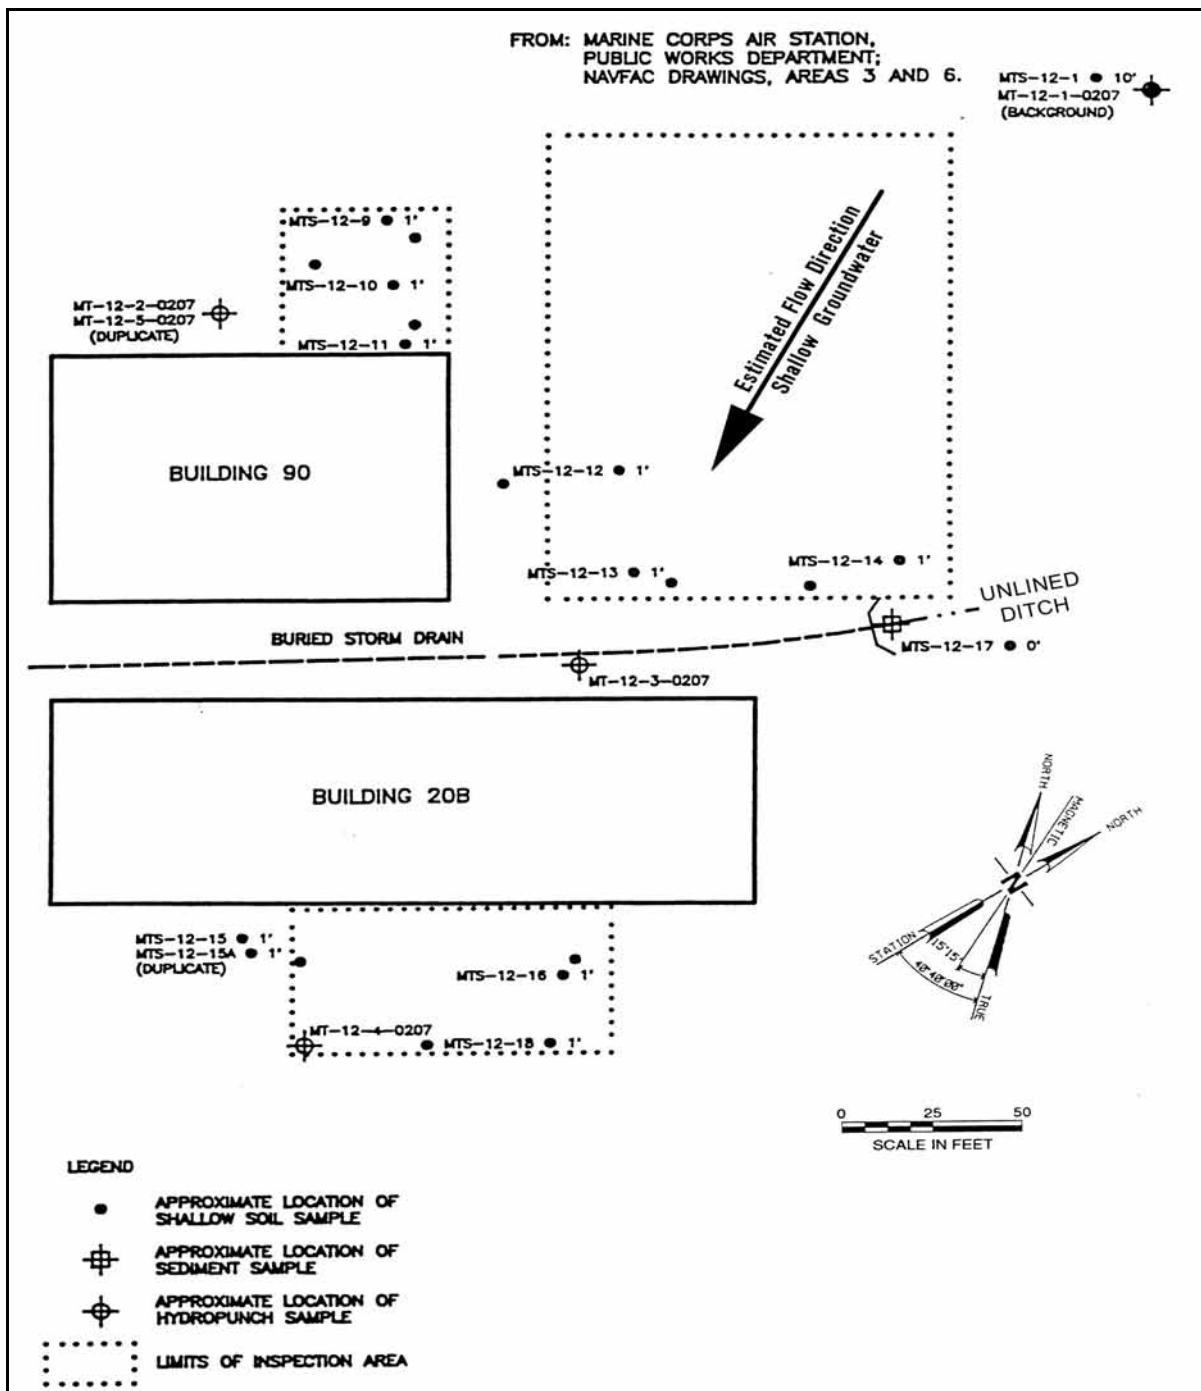 FROM: MARINE CORPS AIR STATION,
PUBLIC WORKS DEPARTMENT;
NAVFAC DRAWINGS, AREAS 3 AND 6.
MTS-12-1 ● 10'
MT-12-1-0207
(BACKGROUND)
MTS-12-9 ● 1'
MTS-12-10 ● 1'
MTS-12-11 ● 1'
MT-12-2-0207
MT-12-5-0207
(DUPLICATE)
Estimated Flow Direction
Shallow Groundwater
BUILDING 90
MTS-12-12 ● 1'
MTS-12-13 ● 1'
MTS-12-14 ● 1'
UNLINED
DITCH
BURIED STORM DRAIN
MTS-12-17 ● 0'
MT-12-3-0207
BUILDING 20B
NORTH
MAGNETIC
NORTH
N
STATION
15°15'
40°40'00"
TRUE
MTS-12-15 ● 1'
MTS-12-15A ● 1'
(DUPLICATE)
MTS-12-16 ● 1'
MT-12-4-0207
MTS-12-18 ● 1'
0 25 50
SCALE IN FEET
LEGEND
APPROXIMATE LOCATION OF
SHALLOW SOIL SAMPLE
APPROXIMATE LOCATION OF
SEDIMENT SAMPLE
APPROXIMATE LOCATION OF
HYDROPUNCH SAMPLE
LIMITS OF INSPECTION AREA